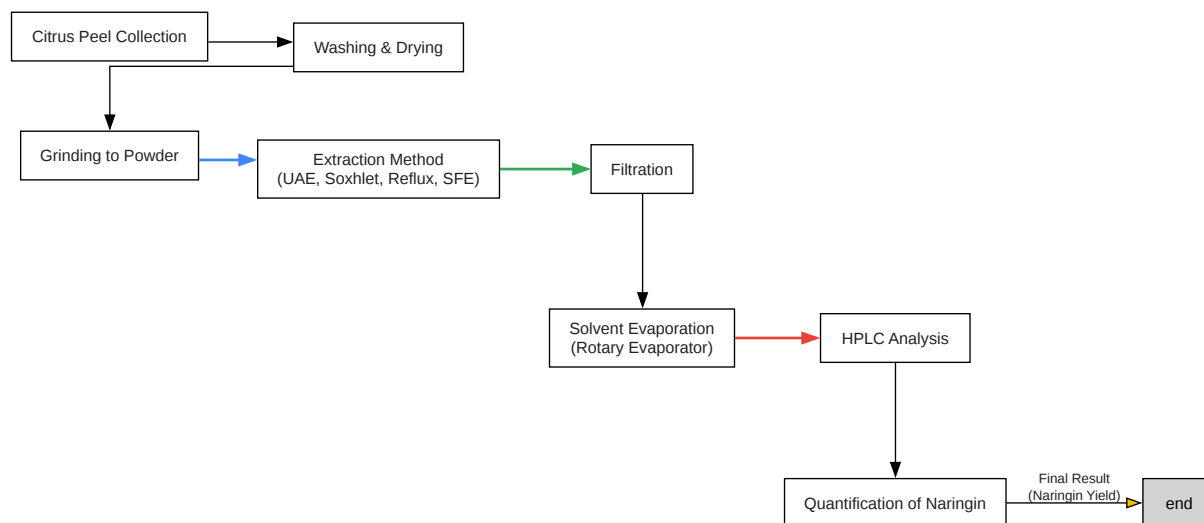 Citrus Peel Collection
Washing & Drying
Grinding to Powder
Extraction Method
(UAE, Soxhlet, Reflux, SFE)
Filtration
Solvent Evaporation
(Rotary Evaporator)
HPLC Analysis
Quantification of Naringin
Final Result
(Naringin Yield)
end